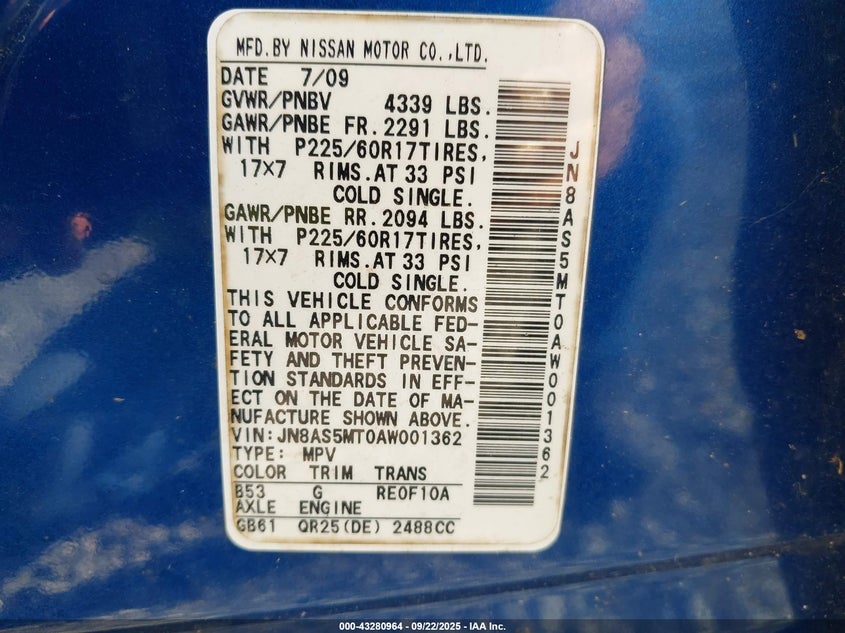 MFD.BY NISSAN MOTOR CO.,LTD.
DATE 7/09
GVWR/PNBV 4339 LBS.
GAWR/PNBE FR.2291 LBS.
WITH P225/60R17TIRES,
17×7 RIMS.AT 33 PSI
COLD SINGLE.
GAWR/PNBE RR.2094 LBS.
WITH P225/60R17TIRES,
17×7 RIMS.AT 33 PSI
COLD SINGLE.
THIS VEHICLE CONFORMS
TO ALL APPLICABLE FED-
ERAL MOTOR VEHICLE SA-
FETY AND THEFT PREVEN-
TION STANDARDS IN EFF-
ECT ON THE DATE OF MA-
NUFACTURE SHOWN ABOVE.
VIN:JN8AS5MT0AW001362
TYPE: MPV
COLOR TRIM TRANS
B53 G RE0F10A
AXLE ENGINE
GB61 QR25(DE) 2488CC
JN8AS5MT0AW001362
000-43280964 - 09/22/2025 - IAA Inc.